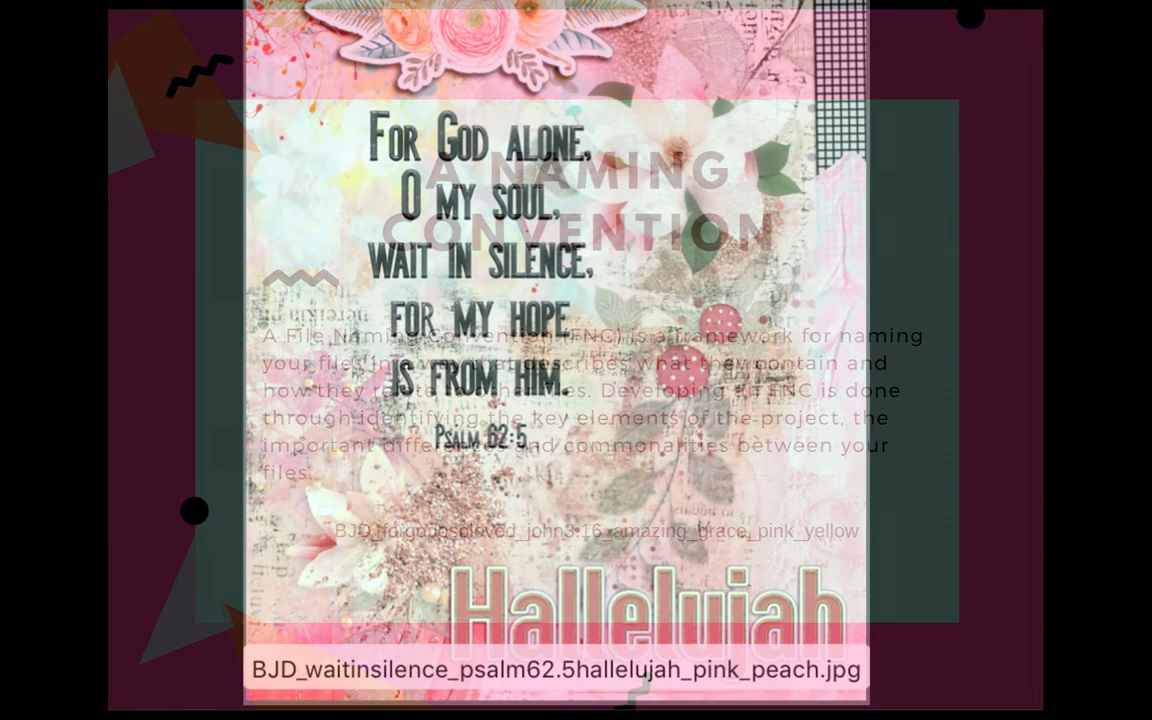 FOR GOD ALONE,
O MY SOUL,
WAIT IN SILENCE,
FOR MY HOPE
IS FROM HIM.
PSALM 62:5
A NAMING
CONVENTION
A File Naming Convention (FNC) is a framework for naming
your files in a way that describes what they contain and
how they relate to other files. Developing an FNC is done
through identifying the key elements of the project, the
important differences and commonalities between your
files.
BJD_forgodsoloved_john3:16_amazing_grace_pink_yellow
Hallelujah
BJD_waitinsilence_psalm62.5hallelujah_pink_peach.jpg